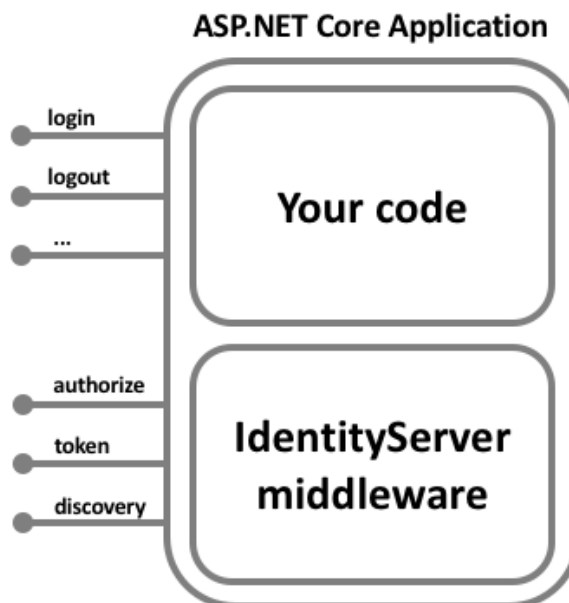 ASP.NET Core Application
login
logout
...
Your code
authorize
token
discovery
IdentityServer
middleware